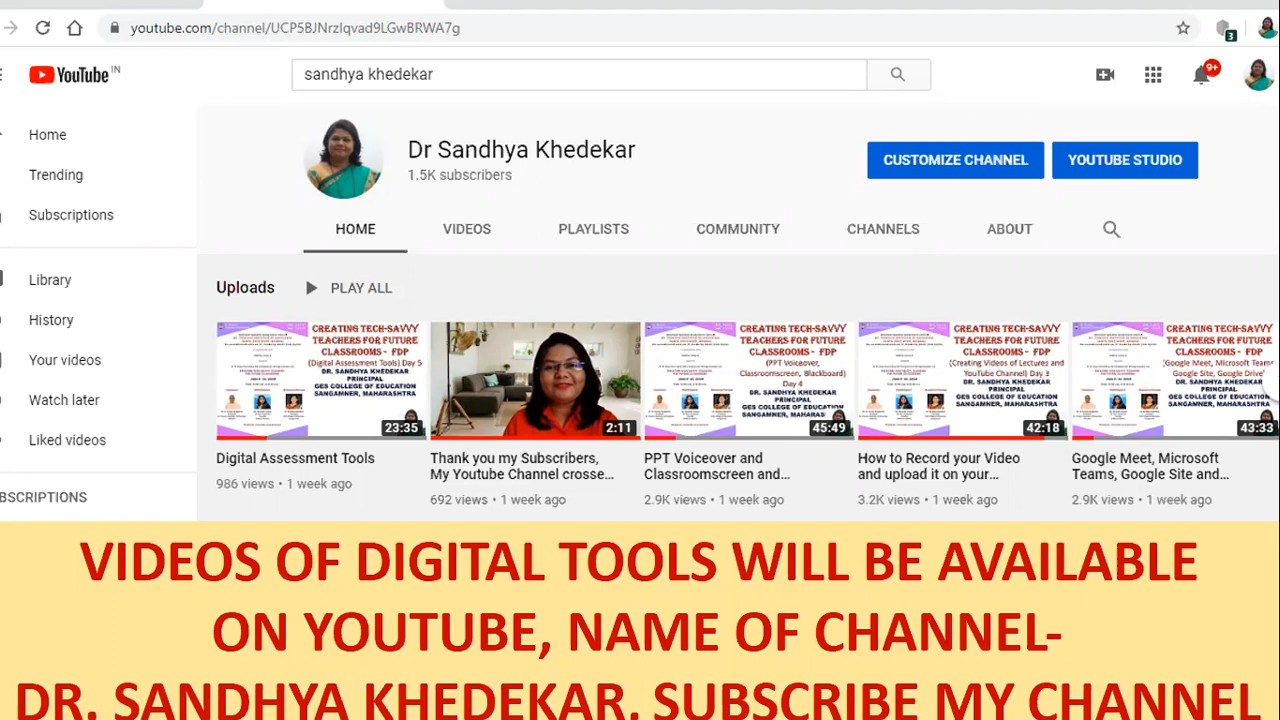 youtube.com/channel/UCP5BJNrzIqvad9LGwBRWA7g
3
YouTube IN
sandhya khedekar
9+
Home
Trending
Subscriptions
Library
History
Your videos
Watch later
Liked videos
BSCRIPTIONS
Dr Sandhya Khedekar
1.5K subscribers
CUSTOMIZE CHANNEL
YOUTUBE STUDIO
HOME VIDEOS PLAYLISTS COMMUNITY CHANNELS ABOUT
Uploads PLAY ALL
CREATING TECH-SAVVY
TEACHERS FOR FUTURE
CLASSROOMS - FDP
(Digital Assessment Tools) Day 5
DR. SANDHYA KHEDEKAR
PRINCIPAL
GES COLLEGE OF EDUCATION
SANGAMNER, MAHARASHTRA
23:35
Digital Assessment Tools
986 views • 1 week ago
2:11
Thank you my Subscribers,
My Youtube Channel crosse…
692 views • 1 week ago
CREATING TECH-SAVVY
TEACHERS FOR FUTURE
CLASSROOMS - FDP
(PPT Voiceover,
Classroomscreen, Blackboard)
Day 4
DR. SANDHYA KHEDEKAR
PRINCIPAL
GES COLLEGE OF EDUCATION
SANGAMNER, MAHARAS
45:49
PPT Voiceover and
Classroomscreen and…
2.9K views • 1 week ago
CREATING TECH-SAVVY
TEACHERS FOR FUTURE
CLASSROOMS - FDP
(Creating Videos of Lectures and
YouTube Channel) Day 3
DR. SANDHYA KHEDEKAR
PRINCIPAL
GES COLLEGE OF EDUCATION
SANGAMNER, MAHARASHTRA
42:18
How to Record your Video
and upload it on your…
3.2K views • 1 week ago
CREATING TECH-SAVVY
TEACHERS FOR FUTURE
CLASSROOMS - FDP
Google Meet, Microsoft Team
Google Site, Google Drive
DR. SANDHYA KHEDEKAR
PRINCIPAL
GES COLLEGE OF EDUCATION
SANGAMNER, MAHARASHTRA
43:33
Google Meet, Microsoft
Teams, Google Site and…
2.9K views • 1 week ago
VIDEOS OF DIGITAL TOOLS WILL BE AVAILABLE
ON YOUTUBE, NAME OF CHANNEL-
DR. SANDHYA KHEDEKAR, SUBSCRIBE MY CHANNEL